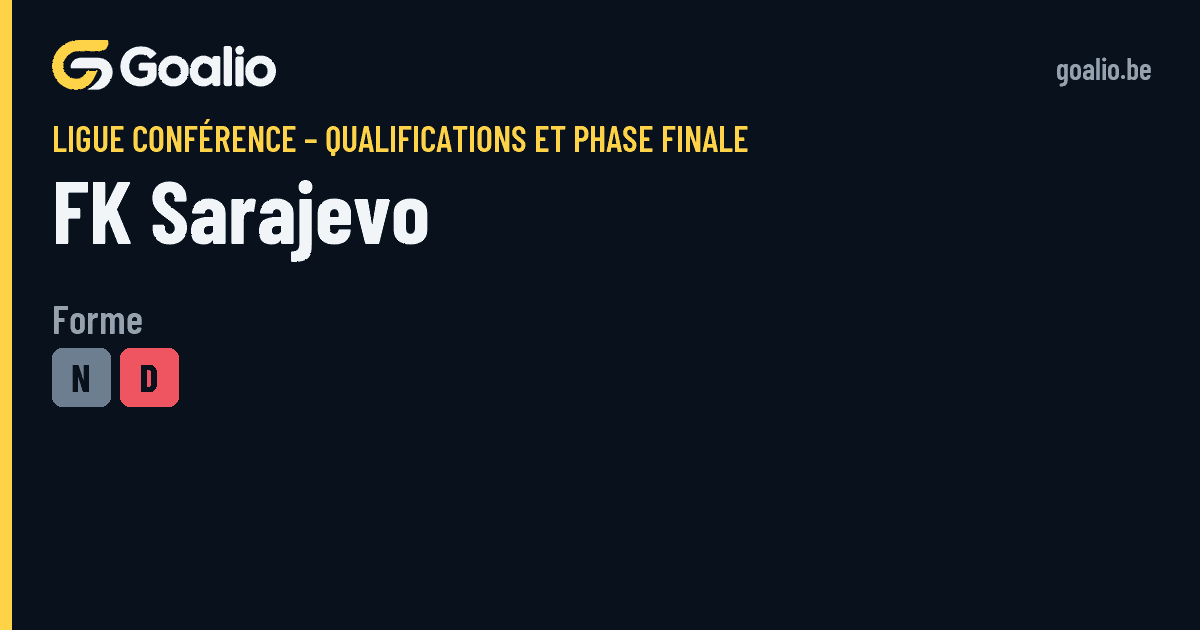 Goalio
goalio.be
LIGUE CONFÉRENCE – QUALIFICATIONS ET PHASE FINALE
FK Sarajevo
Forme
N D